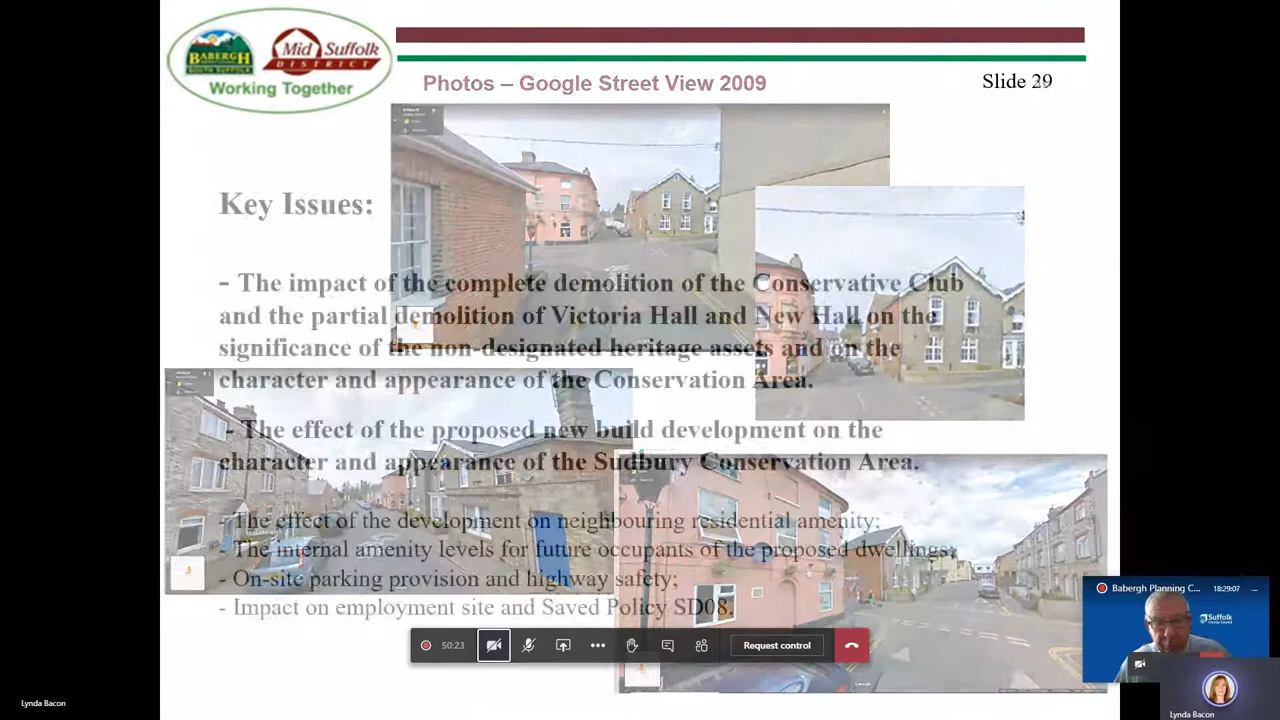 BABERGH
SOUTH SUFFOLK
Mid Suffolk
DISTRICT
Working Together
Photos – Google Street View 2009
Slide 29
Key Issues:
- The impact of the complete demolition of the Conservative Club
and the partial demolition of Victoria Hall and New Hall on the
significance of the non-designated heritage assets and on the
character and appearance of the Conservation Area.
- The effect of the proposed new build development on the
character and appearance of the Sudbury Conservation Area.
- The effect of the development on neighbouring residential amenity;
- The internal amenity levels for future occupants of the proposed dwellings;
- On-site parking provision and highway safety;
- Impact on employment site and Saved Policy SD08.
50:23
Request control
Babergh Planning C...
18:29:07
Suffolk
County Council
Lynda Bacon
Lynda Bacon